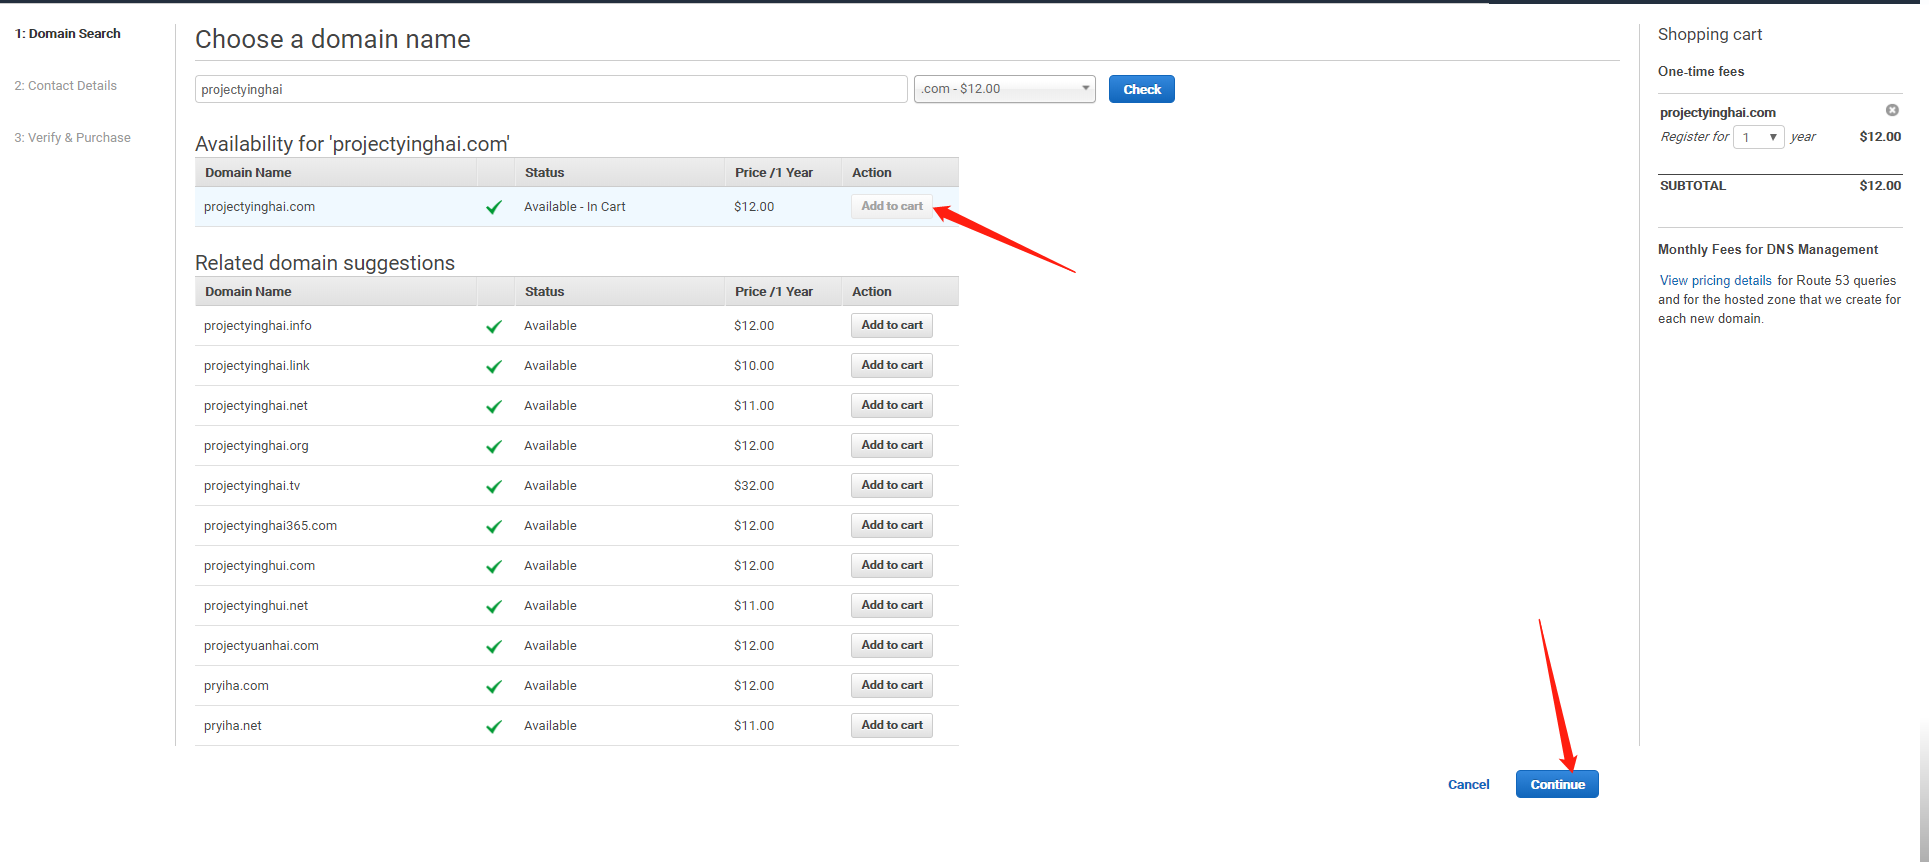 1: Domain Search
2: Contact Details
3: Verify & Purchase
Choose a domain name
projectyinghai
.com - $12.00
Check
Availability for 'projectyinghai.com'
Domain Name Status Price /1 Year Action
projectyinghai.com Available - In Cart $12.00 Add to cart
Related domain suggestions
Domain Name Status Price /1 Year Action
projectyinghai.info Available $12.00 Add to cart
projectyinghai.link Available $10.00 Add to cart
projectyinghai.net Available $11.00 Add to cart
projectyinghai.org Available $12.00 Add to cart
projectyinghai.tv Available $32.00 Add to cart
projectyinghai365.com Available $12.00 Add to cart
projectyinghui.com Available $12.00 Add to cart
projectyinghui.net Available $11.00 Add to cart
projectyuanhai.com Available $12.00 Add to cart
pryiha.com Available $12.00 Add to cart
pryiha.net Available $11.00 Add to cart
Cancel Continue
Shopping cart
One-time fees
projectyinghai.com
Register for 1 year $12.00
SUBTOTAL $12.00
Monthly Fees for DNS Management
View pricing details for Route 53 queries
and for the hosted zone that we create for
each new domain.